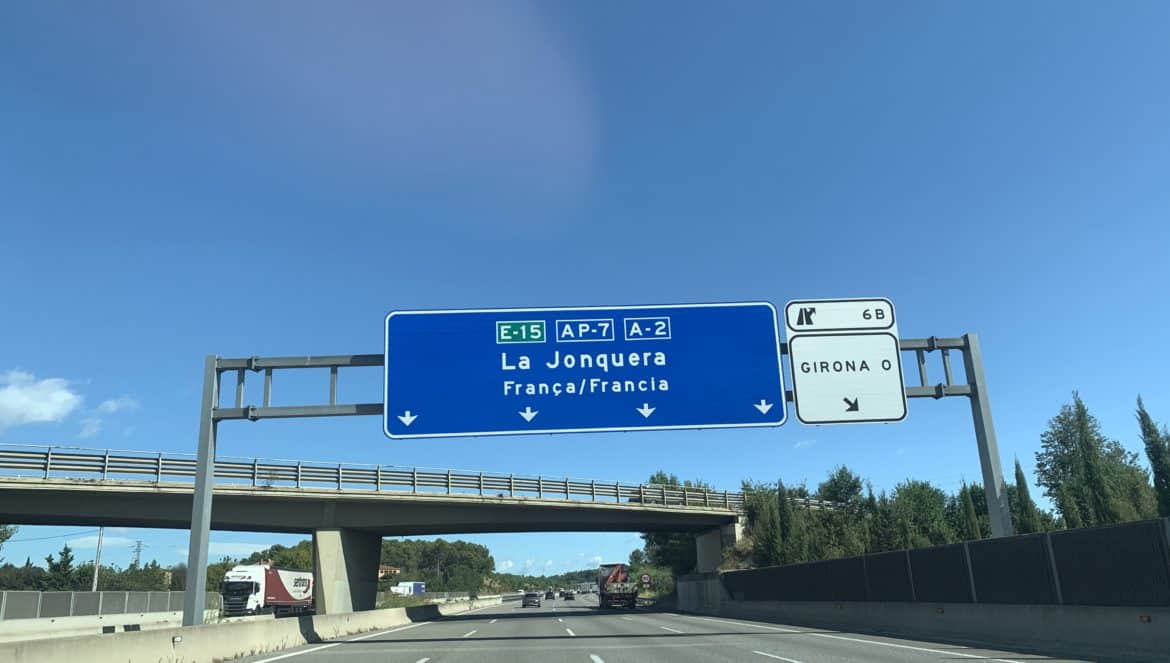 E-15 AP-7 A-2
La Jonquera
França/Francia
6B
GIRONA O